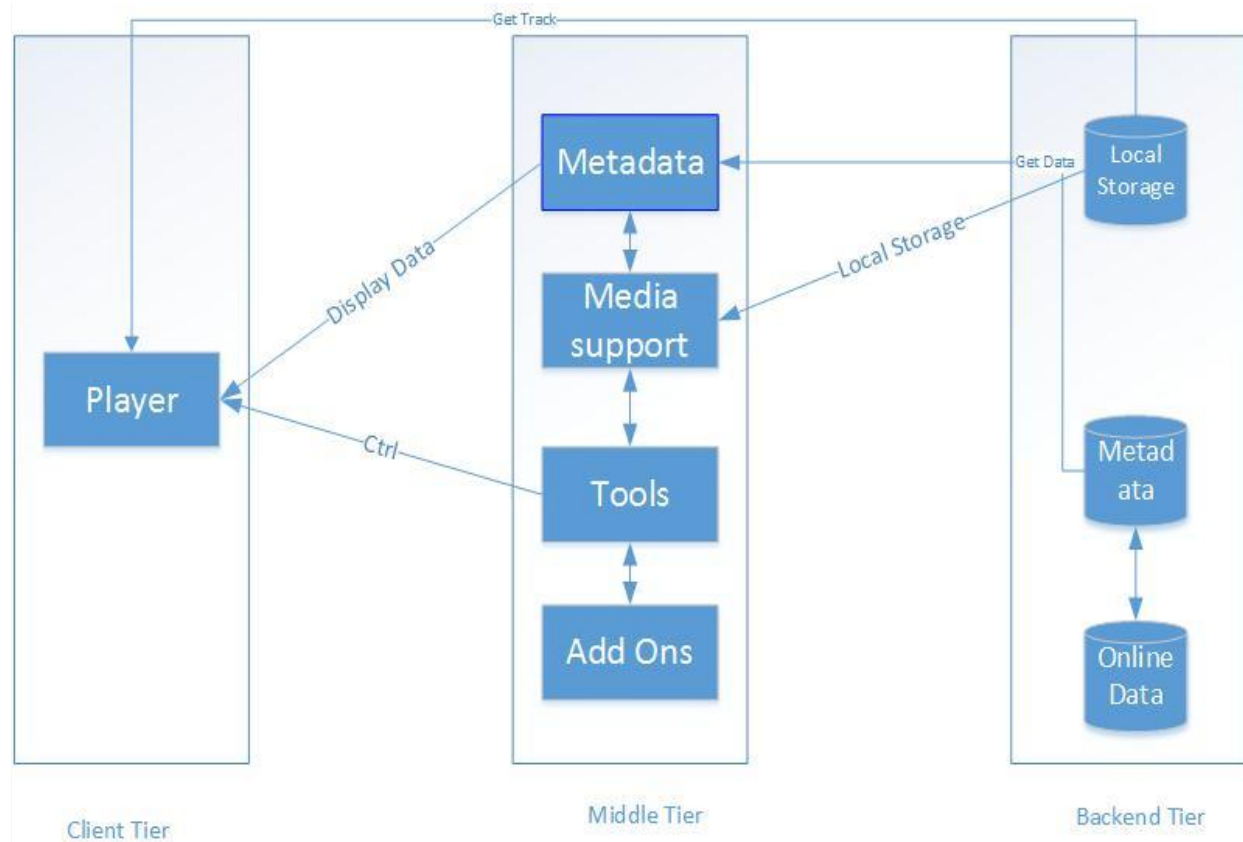 Get Track
Metadata
Get Data
Local
Storage
Display Data
Local Storage
Media
support
Player
Ctrl
Tools
Metad
ata
Add Ons
Online
Data
Client Tier
Middle Tier
Backend Tier